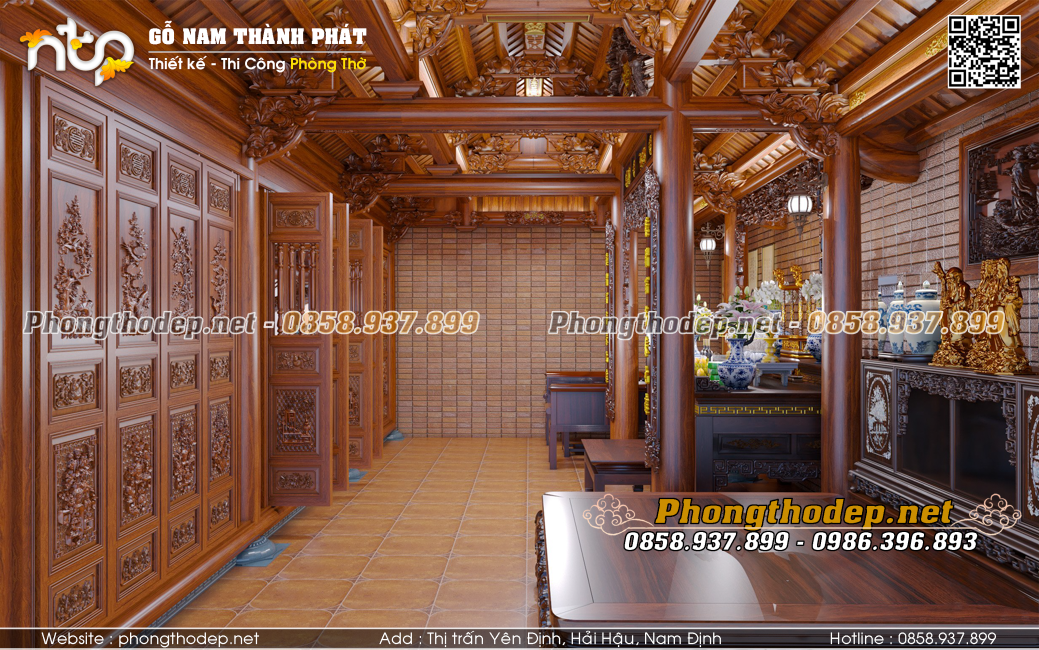 ntp
GỖ NAM THÀNH PHÁT
Thiết kế - Thi Công Phòng Thờ
Phongthodep.net - 0858.937.899
Phongthodep.net - 0858.937.899
Phongthodep.net
0858.937.899 - 0986.396.893
Website : phongthodep.net
Add : Thị trấn Yên Định, Hải Hậu, Nam Định
Hotline : 0858.937.899